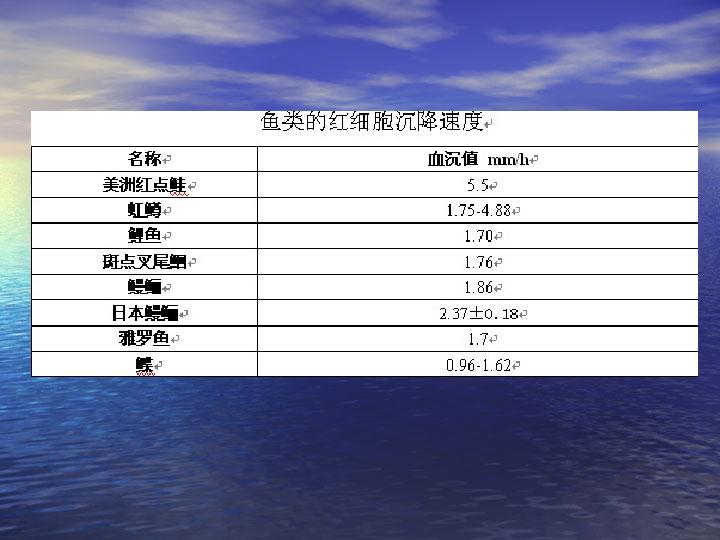 鱼类的红细胞沉降速度
名称 血沉值 mm/h
美洲红点鲑 5.5
虹鳟 1.75-4.88
鲤鱼 1.70
斑点叉尾鮰 1.76
鳗鲡 1.86
日本鳗鲡 2.37±0.18
雅罗鱼 1.7
0.96-1.62